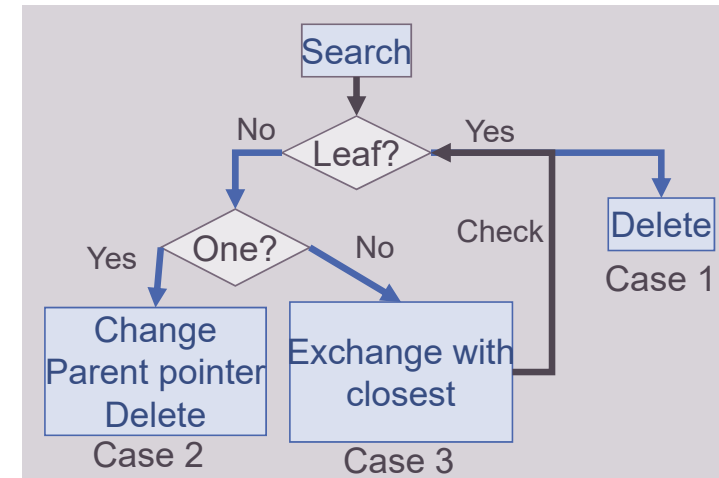 Search
No
Yes
Leaf?
Yes
One?
No
Check
Delete
Case 1
Change
Parent pointer
Delete
Case 2
Exchange with
closest
Case 3